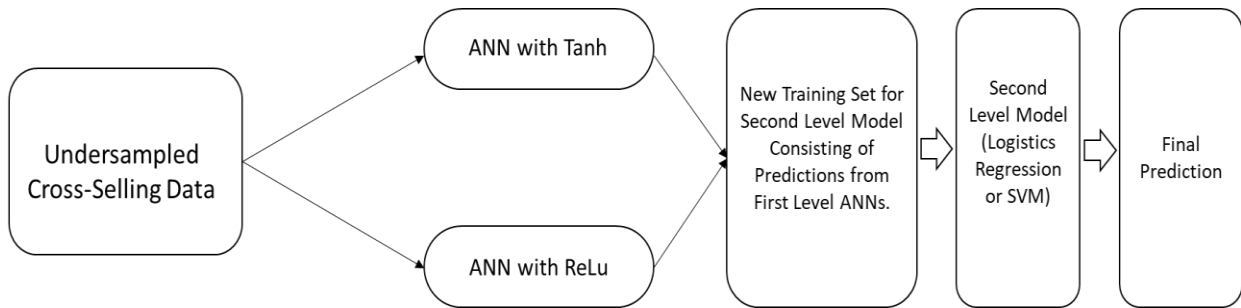 Undersampled
Cross-Selling Data
ANN with Tanh
ANN with ReLu
New Training Set for
Second Level Model
Consisting of
Predictions from
First Level ANNs.
Second
Level Model
(Logistics
Regression
or SVM)
Final
Prediction